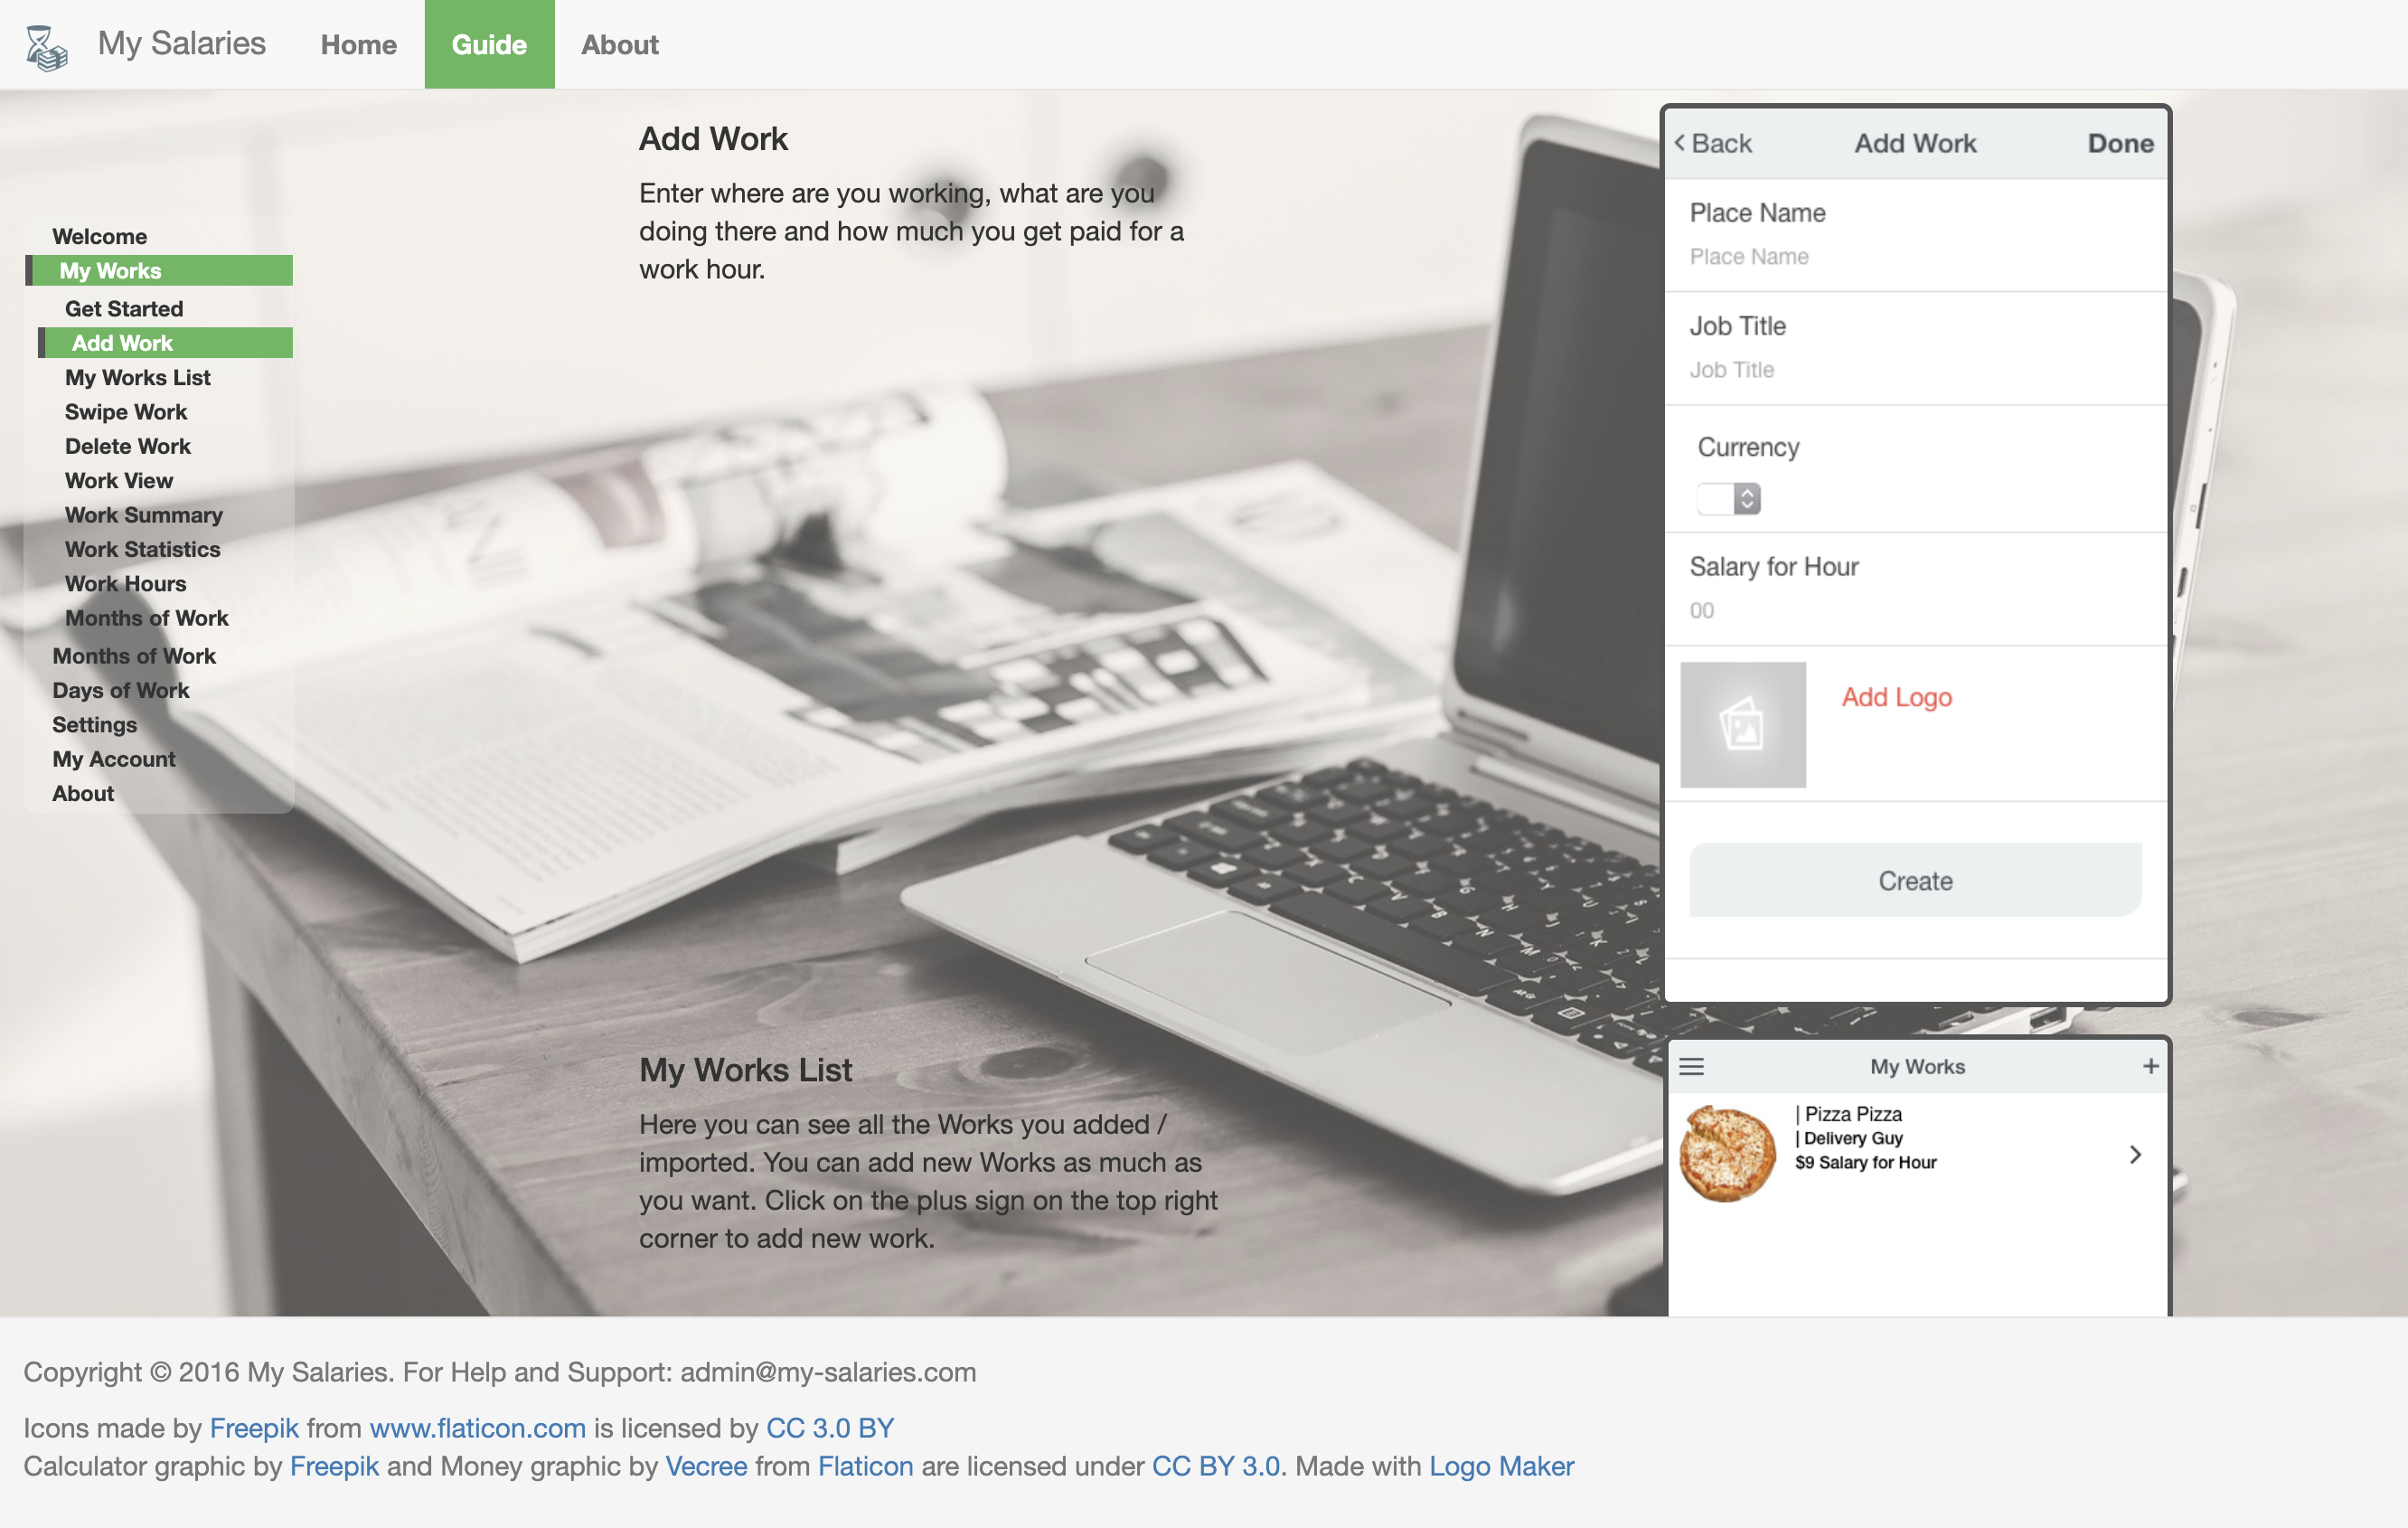 My Salaries Home Guide About
Welcome
My Works
Get Started
Add Work
My Works List
Swipe Work
Delete Work
Work View
Work Summary
Work Statistics
Work Hours
Months of Work
Months of Work
Days of Work
Settings
My Account
About
Add Work
Enter where are you working, what are you
doing there and how much you get paid for a
work hour.
Back Add Work Done
Place Name
Place Name
Job Title
Job Title
Currency
Salary for Hour
00
Add Logo
Create
My Works List
Here you can see all the Works you added /
imported. You can add new Works as much as
you want. Click on the plus sign on the top right
corner to add new work.
My Works +
| Pizza Pizza
| Delivery Guy
$9 Salary for Hour
Copyright © 2016 My Salaries. For Help and Support: admin@my-salaries.com
Icons made by Freepik from www.flaticon.com is licensed by CC 3.0 BY
Calculator graphic by Freepik and Money graphic by Vecree from Flaticon are licensed under CC BY 3.0. Made with Logo Maker